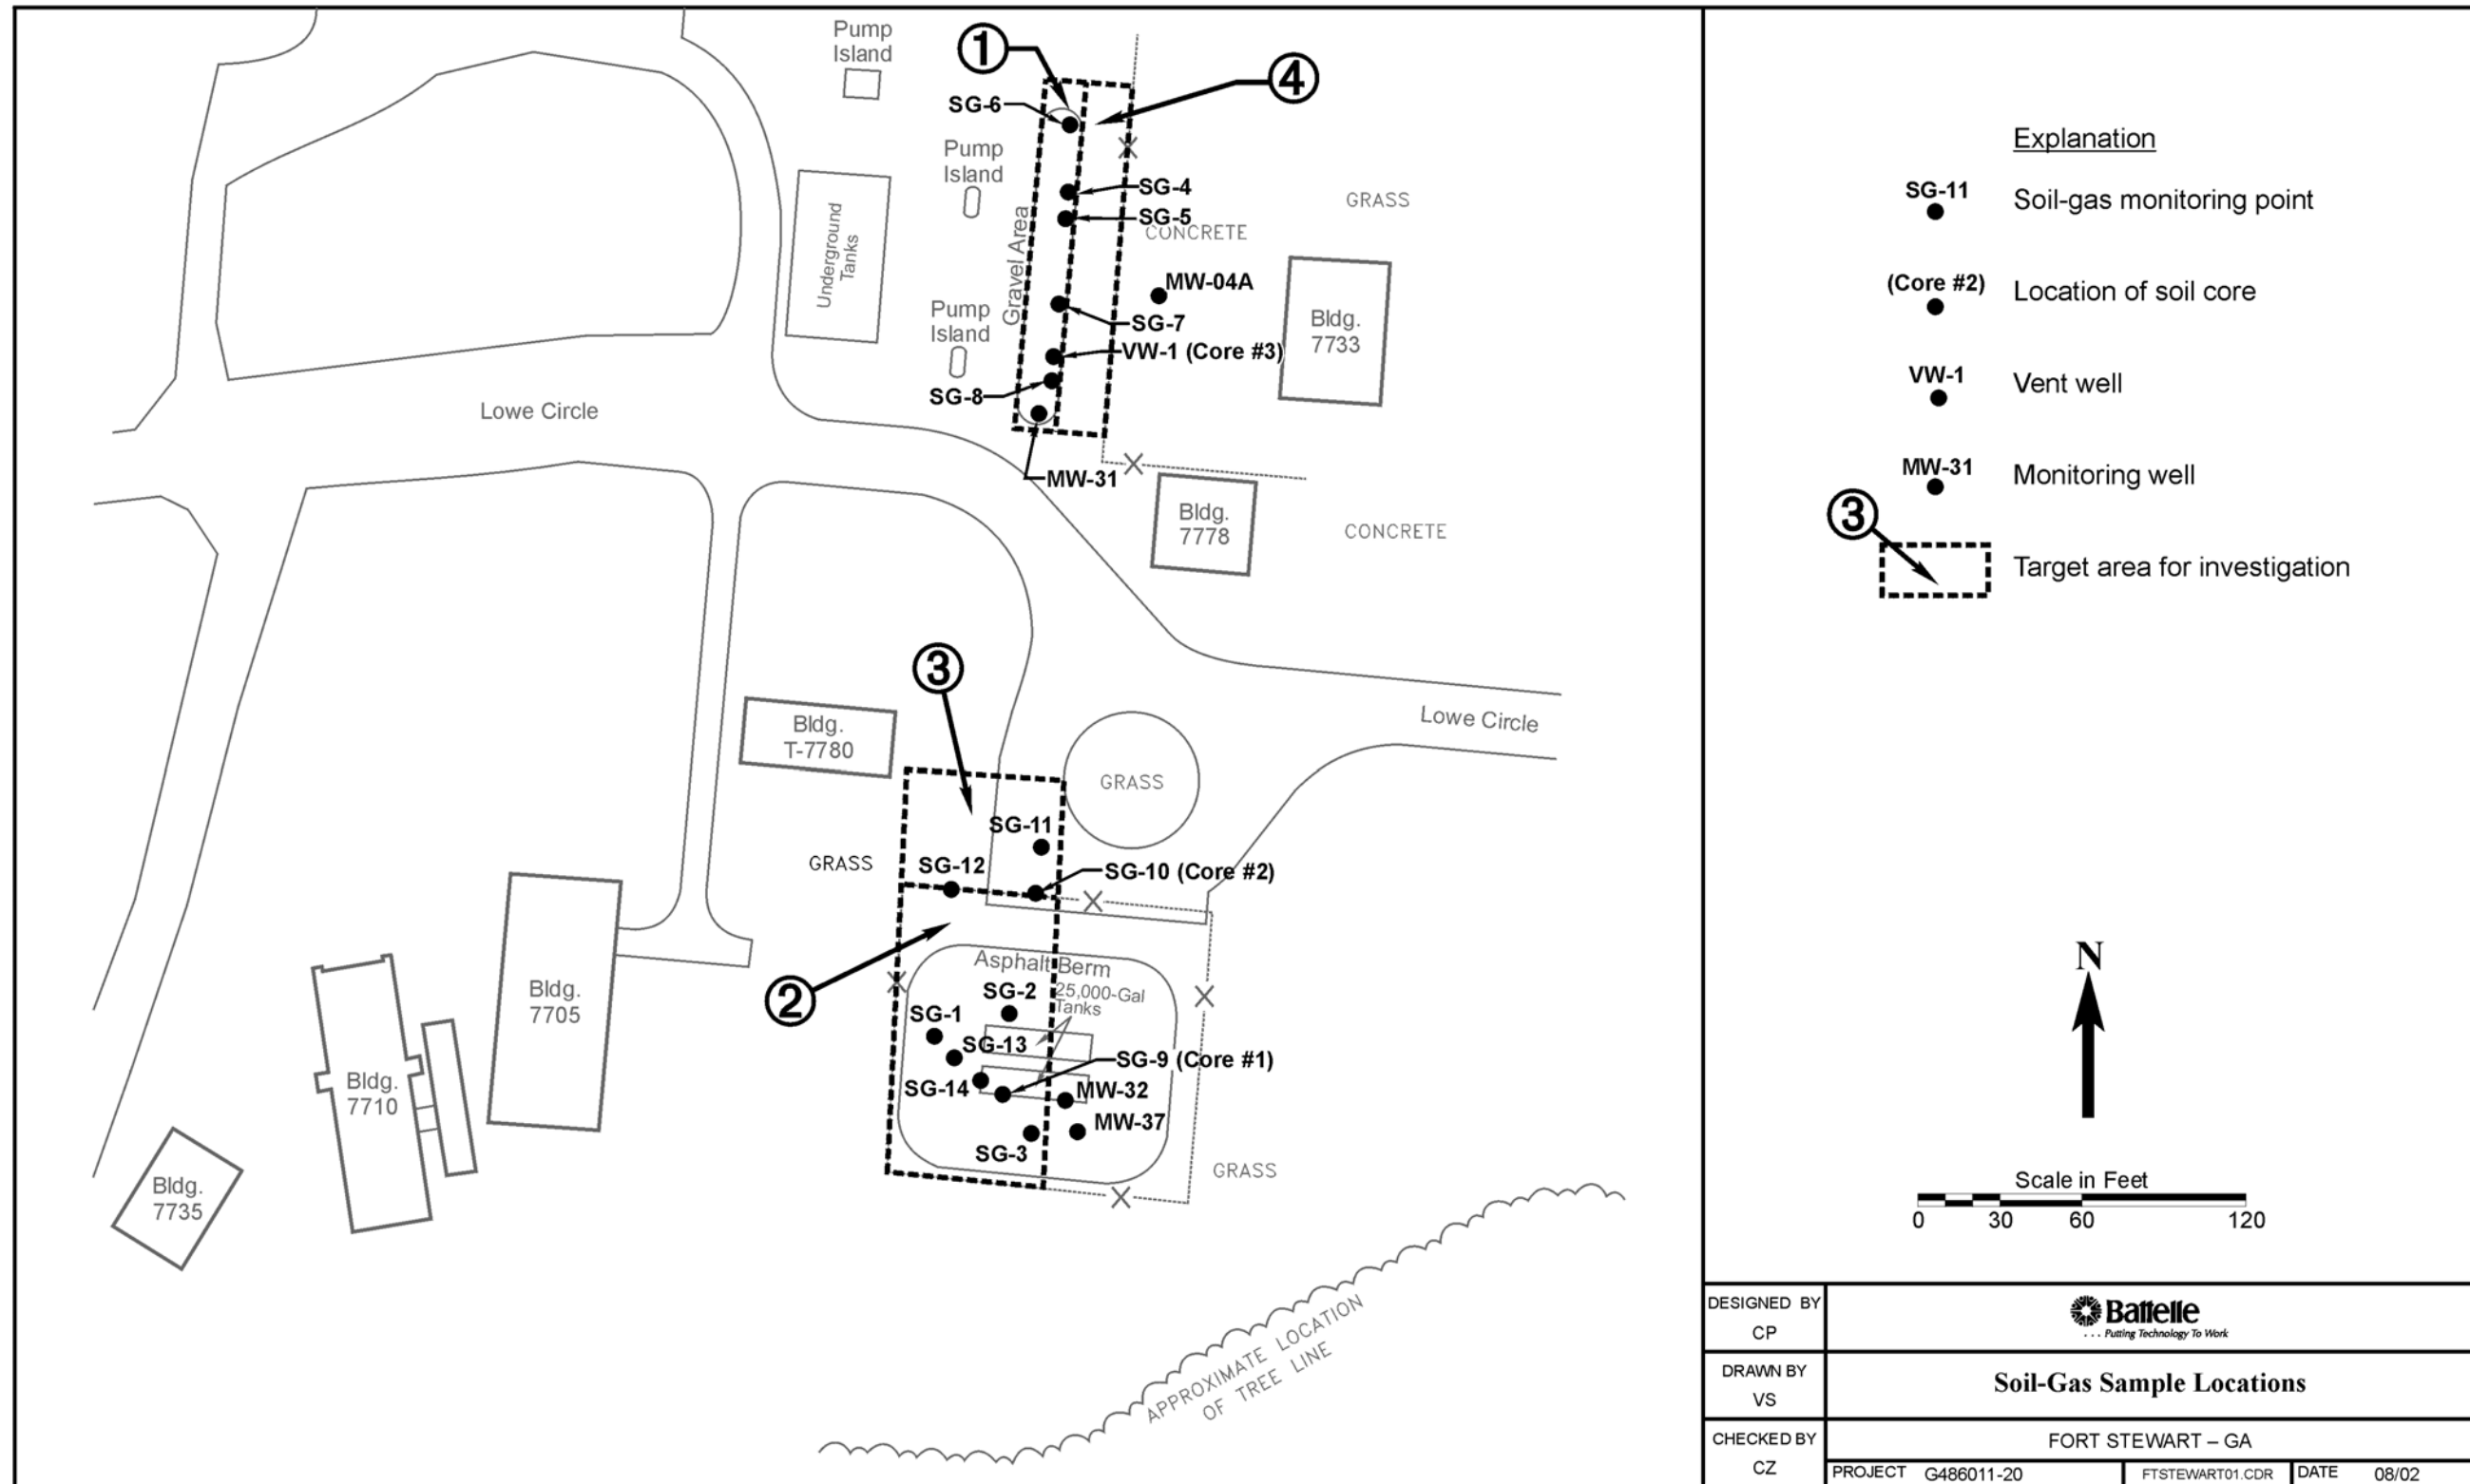 Pump
Island
1
4
SG-6
Pump
Island
SG-4
SG-5
GRASS
CONCRETE
Underground
Tanks
Gravel Area
MW-04A
Pump
Island
SG-7
Bldg.
7733
VW-1 (Core #3)
SG-8
Lowe Circle
MW-31
Bldg.
7778
CONCRETE
3
Bldg.
T-7780
Lowe Circle
GRASS
SG-11
GRASS
SG-12
SG-10 (Core #2)
2
Asphalt Berm
25,000-Gal
Tanks
SG-2
SG-1
SG-13
SG-9 (Core #1)
SG-14
MW-32
MW-37
SG-3
GRASS
Bldg.
7705
Bldg.
7710
Bldg.
7735
APPROXIMATE LOCATION
OF TREE LINE
Explanation
SG-11
Soil-gas monitoring point
(Core #2)
Location of soil core
VW-1
Vent well
MW-31
Monitoring well
3
Target area for investigation
N
Scale in Feet
0 30 60 120
DESIGNED BY
CP
Battelle
... Putting Technology To Work
DRAWN BY
VS
Soil-Gas Sample Locations
CHECKED BY
CZ
FORT STEWART – GA
PROJECT G486011-20
FTSTEWART01.CDR
DATE 08/02